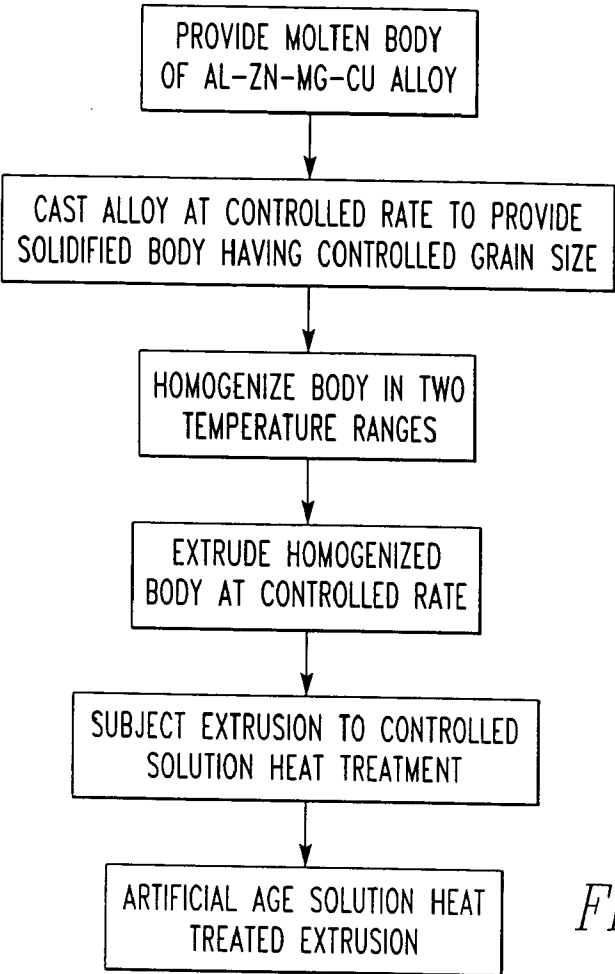 PROVIDE MOLTEN BODY
OF AL-ZN-MG-CU ALLOY
CAST ALLOY AT CONTROLLED RATE TO PROVIDE
SOLIDIFIED BODY HAVING CONTROLLED GRAIN SIZE
HOMOGENIZE BODY IN TWO
TEMPERATURE RANGES
EXTRUDE HOMOGENIZED
BODY AT CONTROLLED RATE
SUBJECT EXTRUSION TO CONTROLLED
SOLUTION HEAT TREATMENT
ARTIFICIAL AGE SOLUTION HEAT
TREATED EXTRUSION